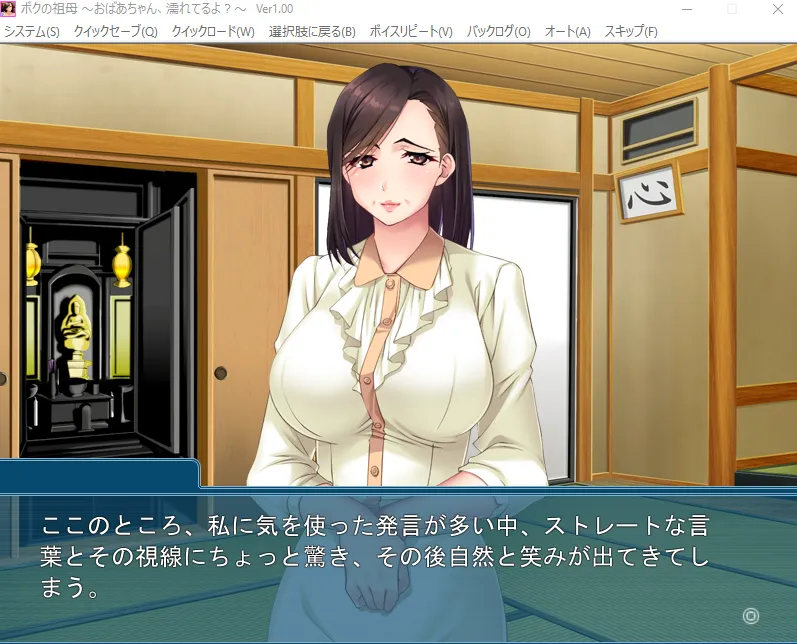 ボクの祖母 ～おばあちゃん、濡れてるよ？～ Ver1.00
システム(S) クイックセーブ(Q) クイックロード(W) 選択肢に戻る(B) ボイスリピート(V) バックログ(O) オート(A) スキップ(F)
心
ここのところ、私に気を使った発言が多い中、ストレートな言
葉とその視線にちょっと驚き、その後自然と笑みが出てきてし
まう。